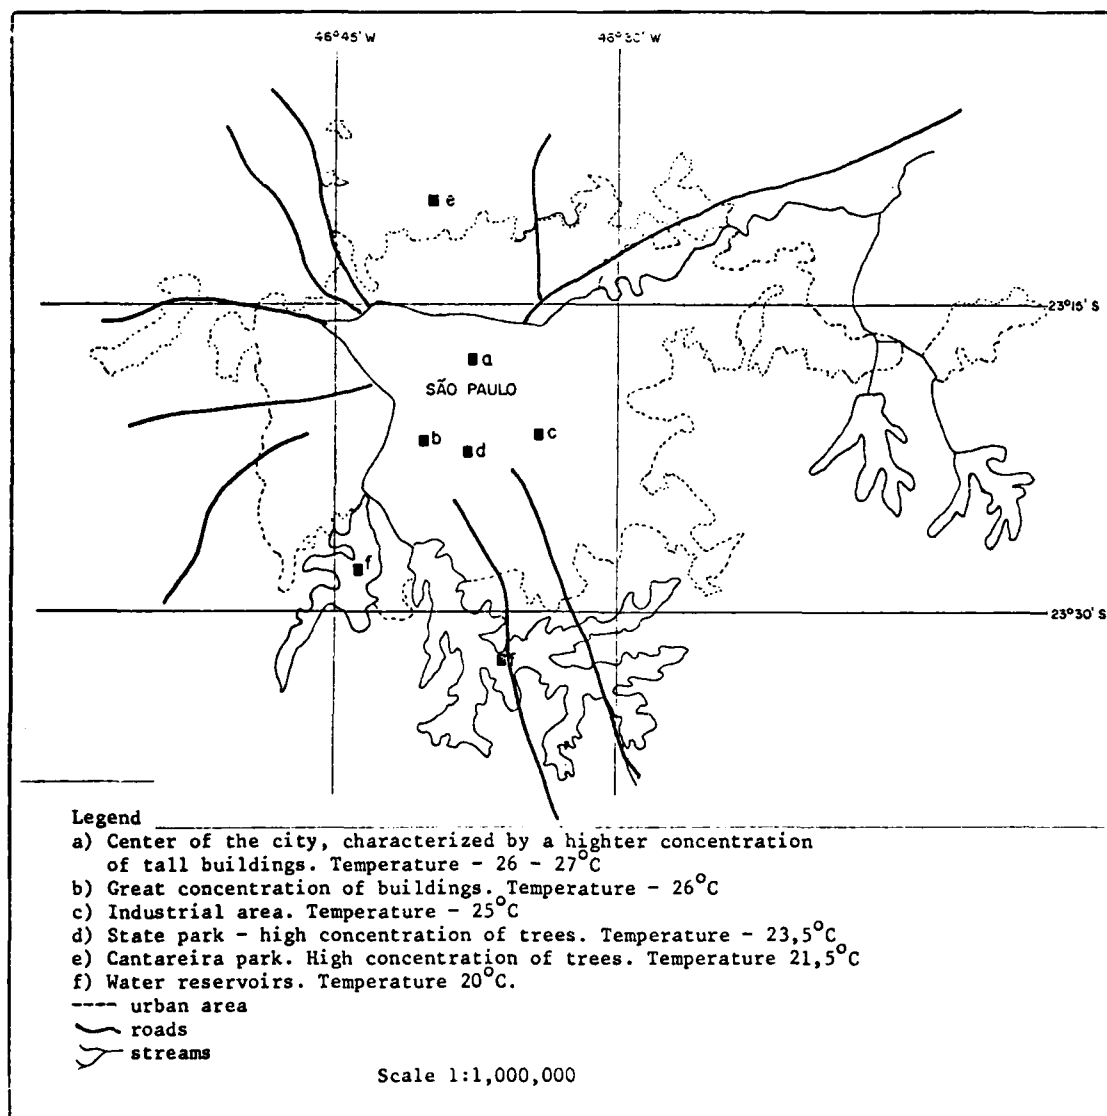 46°45' W
46°30' W
e
23°15' S
a
SÃO PAULO
b
c
d
f
23°30' S
f
Legend
a) Center of the city, characterized by a highter concentration
of tall buildings. Temperature - 26 - 27°C
b) Great concentration of buildings. Temperature - 26°C
c) Industrial area. Temperature - 25°C
d) State park - high concentration of trees. Temperature - 23,5°C
e) Cantareira park. High concentration of trees. Temperature 21,5°C
f) Water reservoirs. Temperature 20°C.
---- urban area
roads
streams
Scale 1:1,000,000